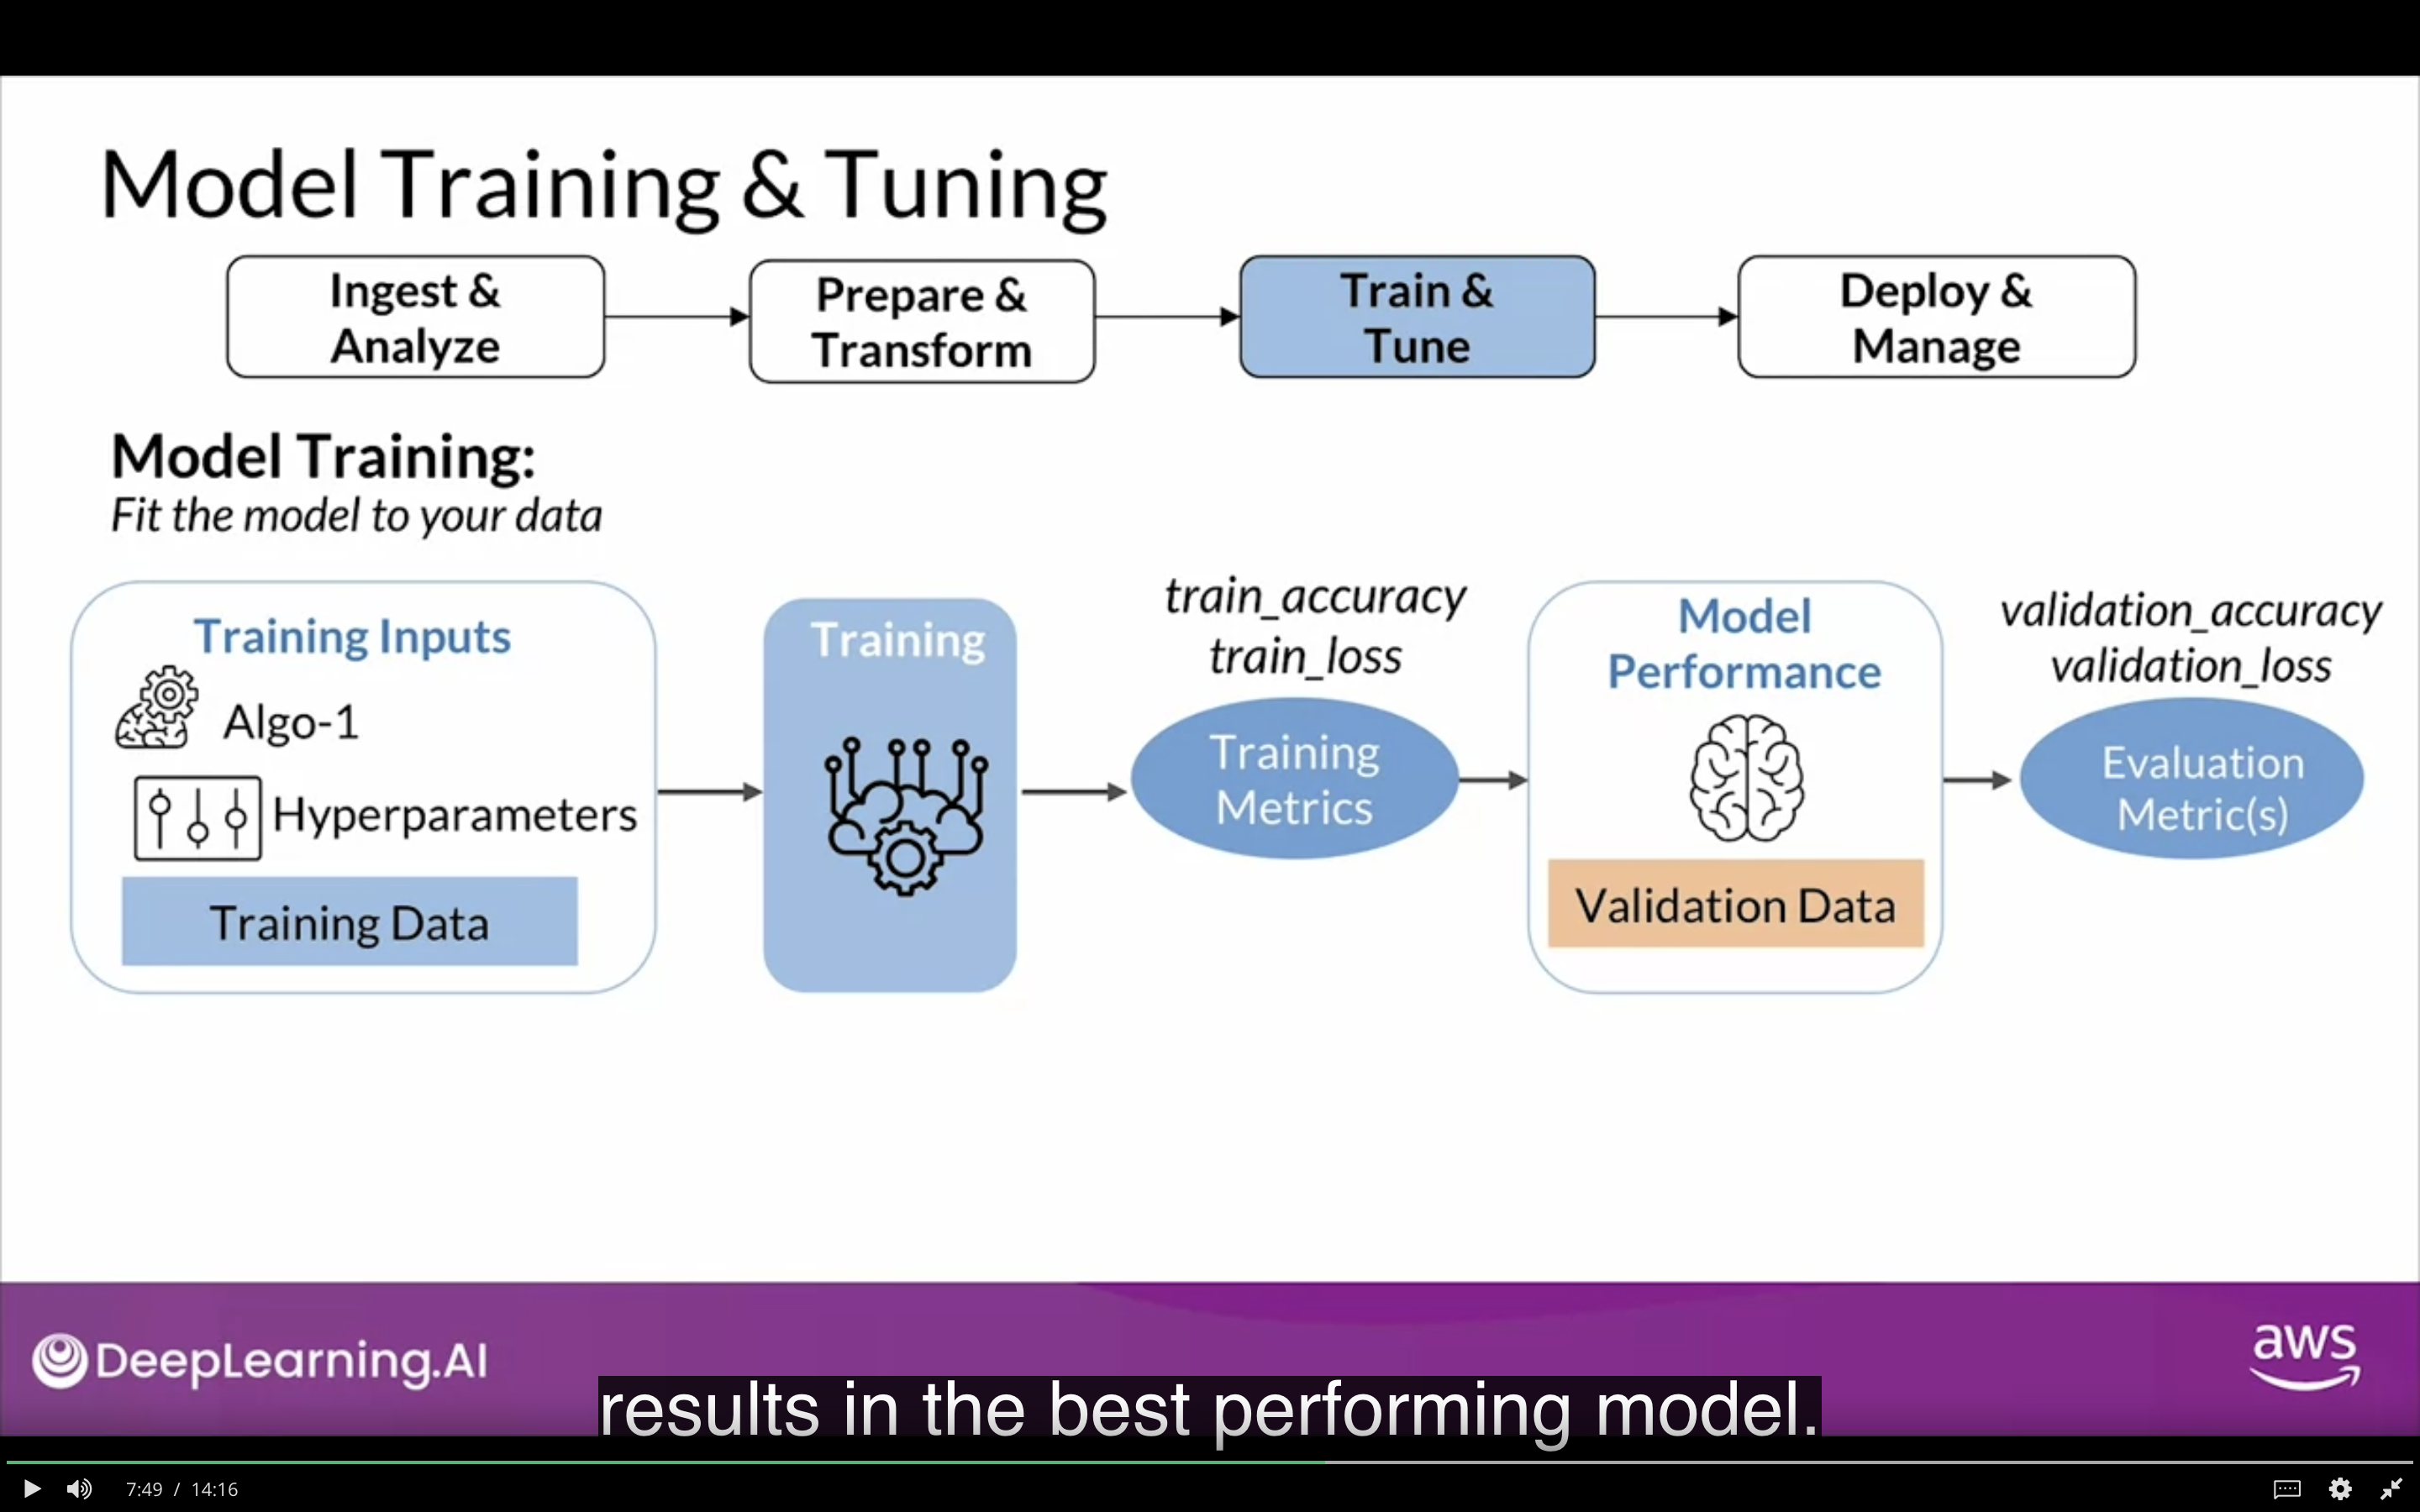 Model Training & Tuning
Ingest &
Analyze
Prepare &
Transform
Train &
Tune
Deploy &
Manage
Model Training:
Fit the model to your data
Training Inputs
Algo-1
Hyperparameters
Training Data
Training
train_accuracy
train_loss
Training
Metrics
Model
Performance
Validation Data
validation_accuracy
validation_loss
Evaluation
Metric(s)
DeepLearning.AI
aws
results in the best performing model.
7:49 / 14:16